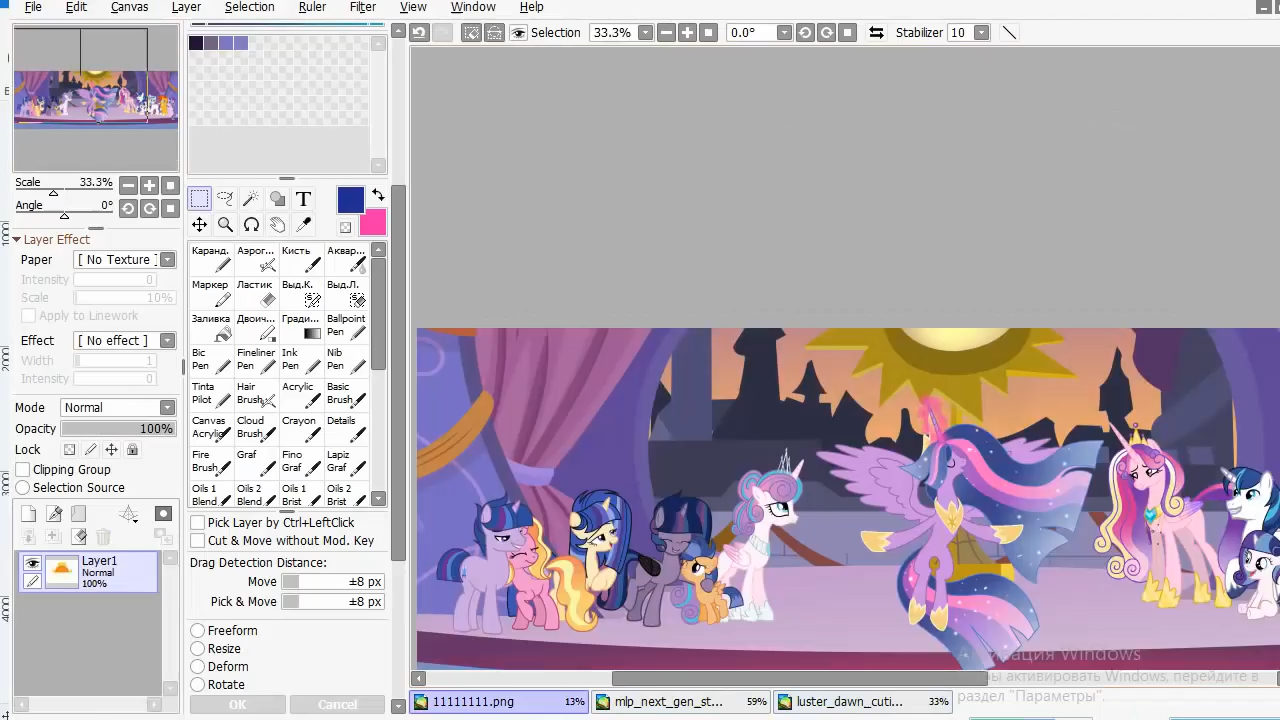 File Edit Canvas Layer Selection Ruler Filter View Window Help
Selection 33.3% 0.0° Stabilizer 10
Scale 33.3%
Angle 0°
Layer Effect
Paper [ No Texture ]
Intensity 0
Scale 10%
Apply to Linework
Effect [ No effect ]
Width 1
Intensity 0
Mode Normal
Opacity 100%
Lock
Clipping Group
Selection Source
Layer1
Normal
100%
T
Каранд. Аэрог... Кисть Аквар...
Маркер Ластик Выд.К. Выд.Л.
Заливка Двоич... Гради... Ballpoint Pen
Bic Pen Fineliner Pen Ink Pen Nib Pen
Tinta Pilot Hair Brush Acrylic Basic Brush
Canvas Acrylic Cloud Brush Crayon Details
Fire Brush Graf Fino Graf Lapiz Graf
Oils 1 Blend Oils 2 Blend Oils 1 Brist Oils 2 Brist
Pick Layer by Ctrl+LeftClick
Cut & Move without Mod. Key
Drag Detection Distance:
Move ±8 px
Pick & Move ±8 px
Freeform
Resize
Deform
Rotate
OK Cancel
Windows
активировать Windows, перейдите в
раздел "Параметры".
11111111.png 13% mlp_next_gen_st... 59% luster_dawn_cuti... 33%